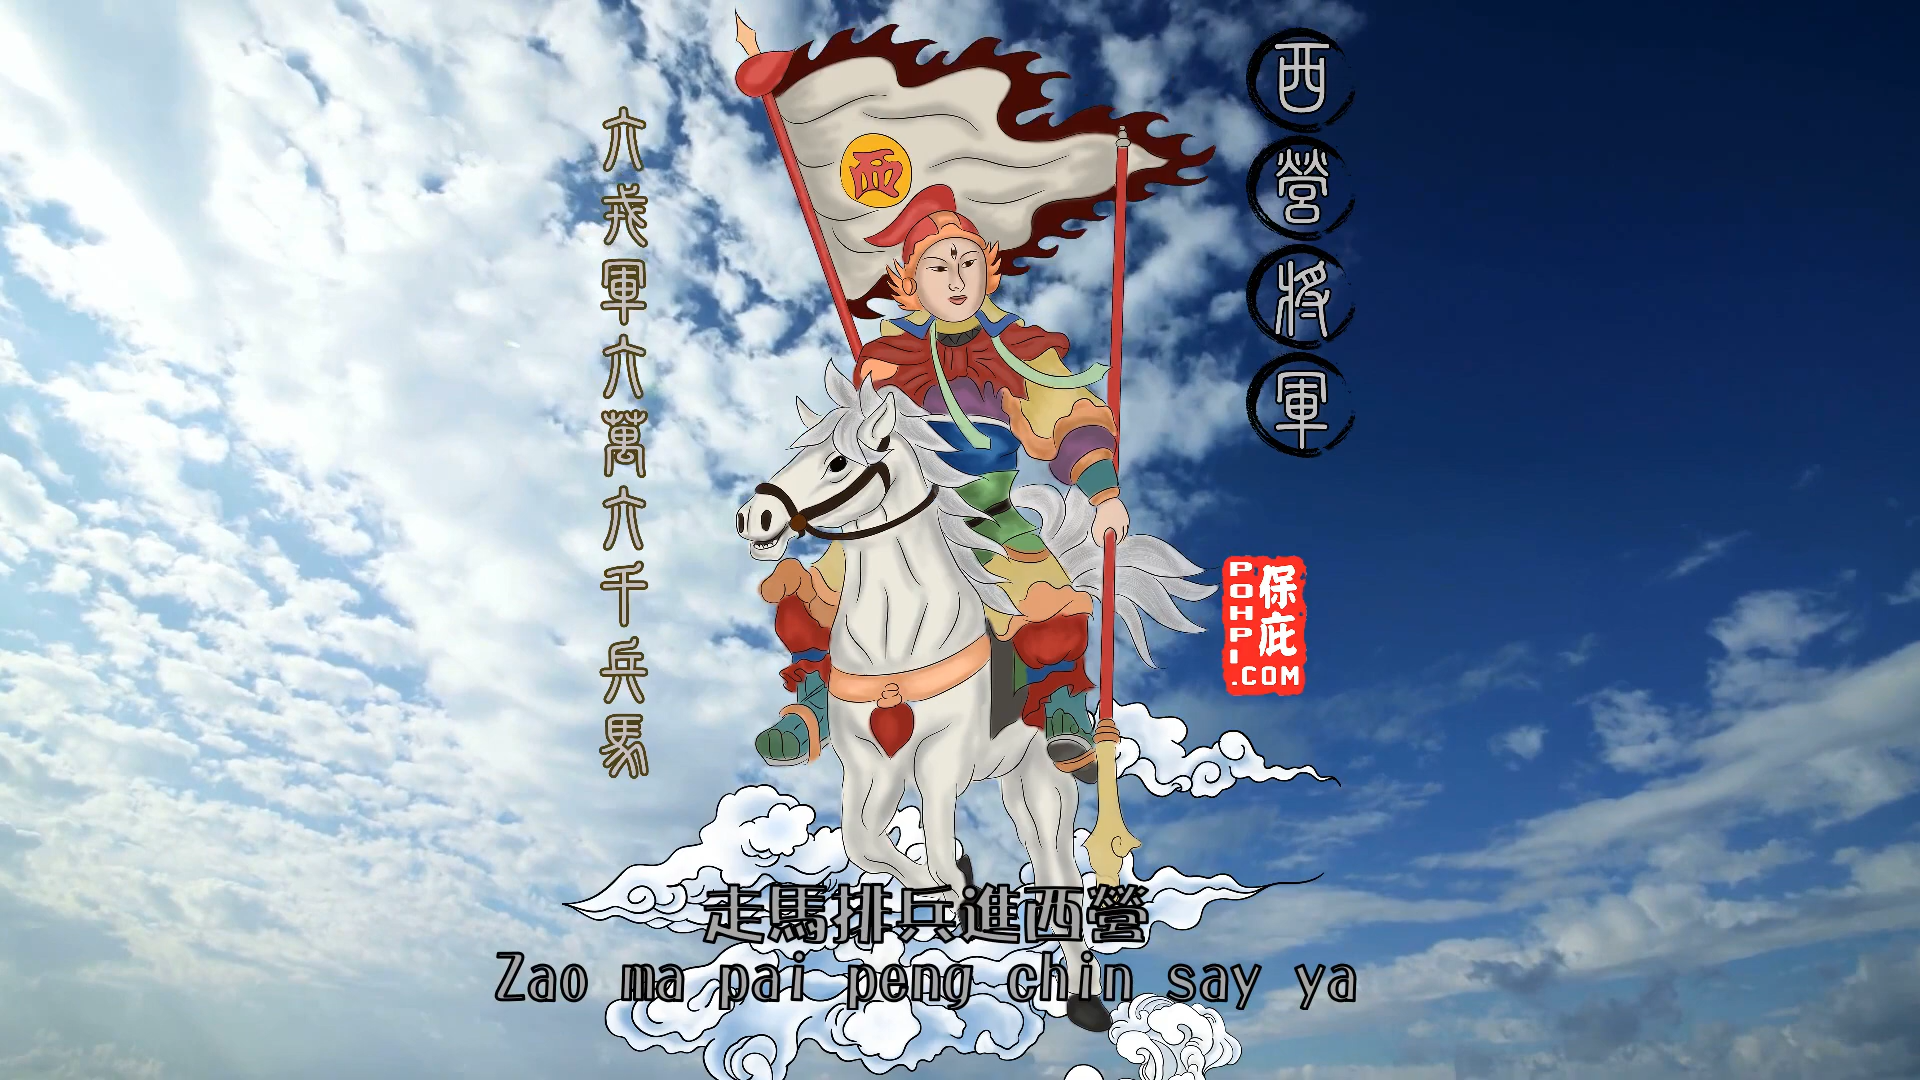 西營將軍
六戎軍六萬六千兵馬
西
保庇
POHPI
.COM
走馬排兵進西營
Zao ma pai peng chin say ya